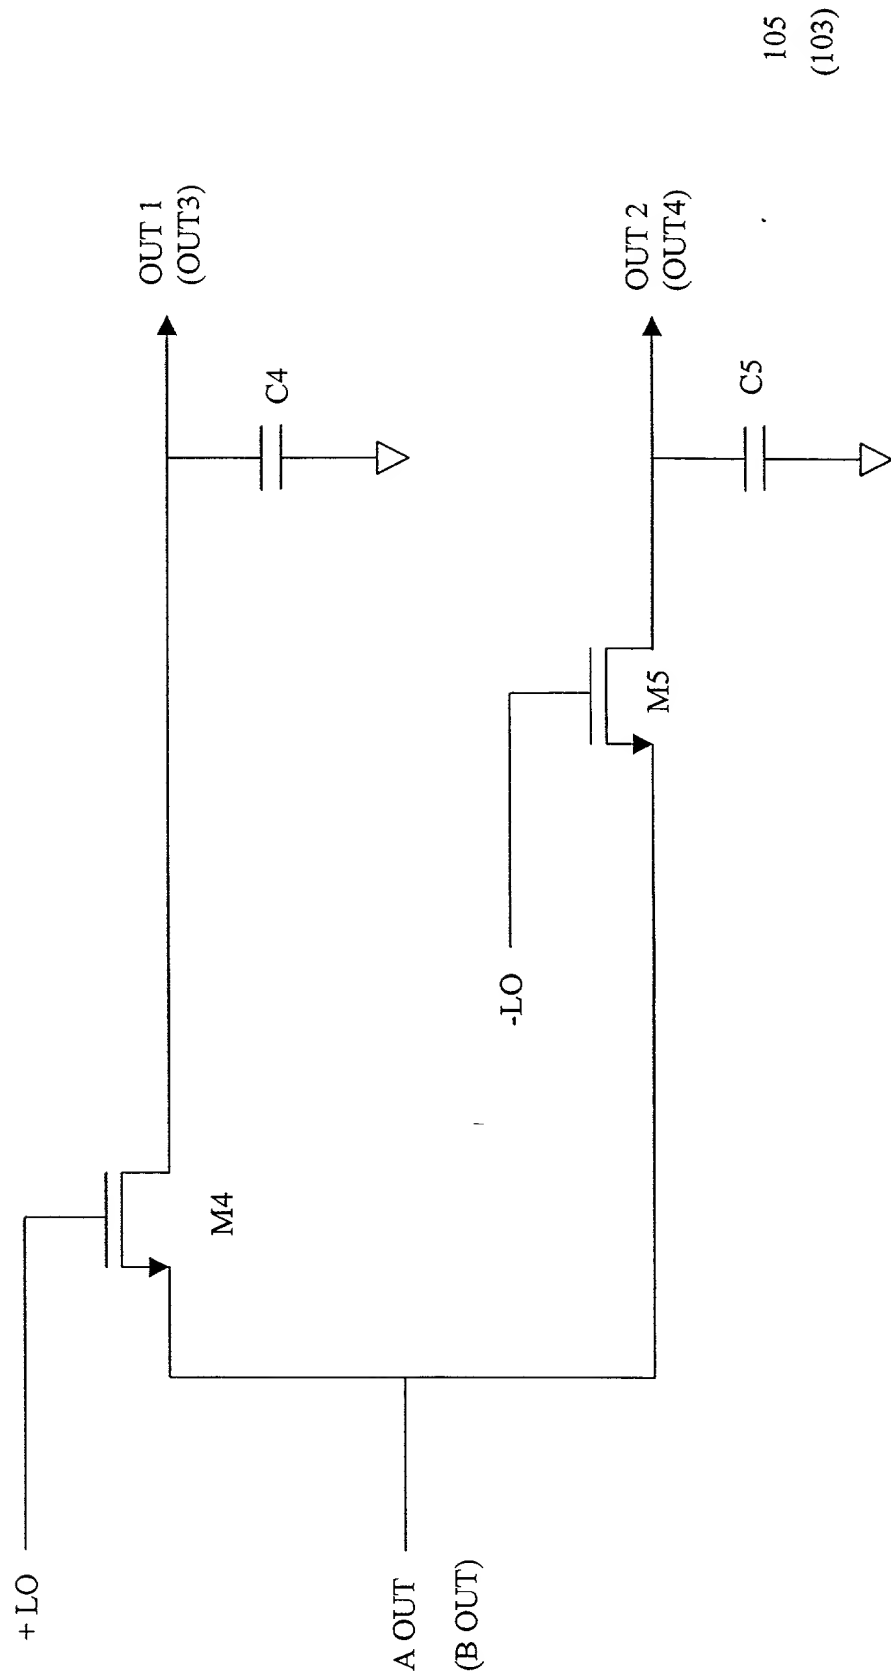 + LO
M4
OUT 1
(OUT3)
C4
A OUT
(B OUT)
-LO
M5
OUT 2
(OUT4)
C5
105
(103)